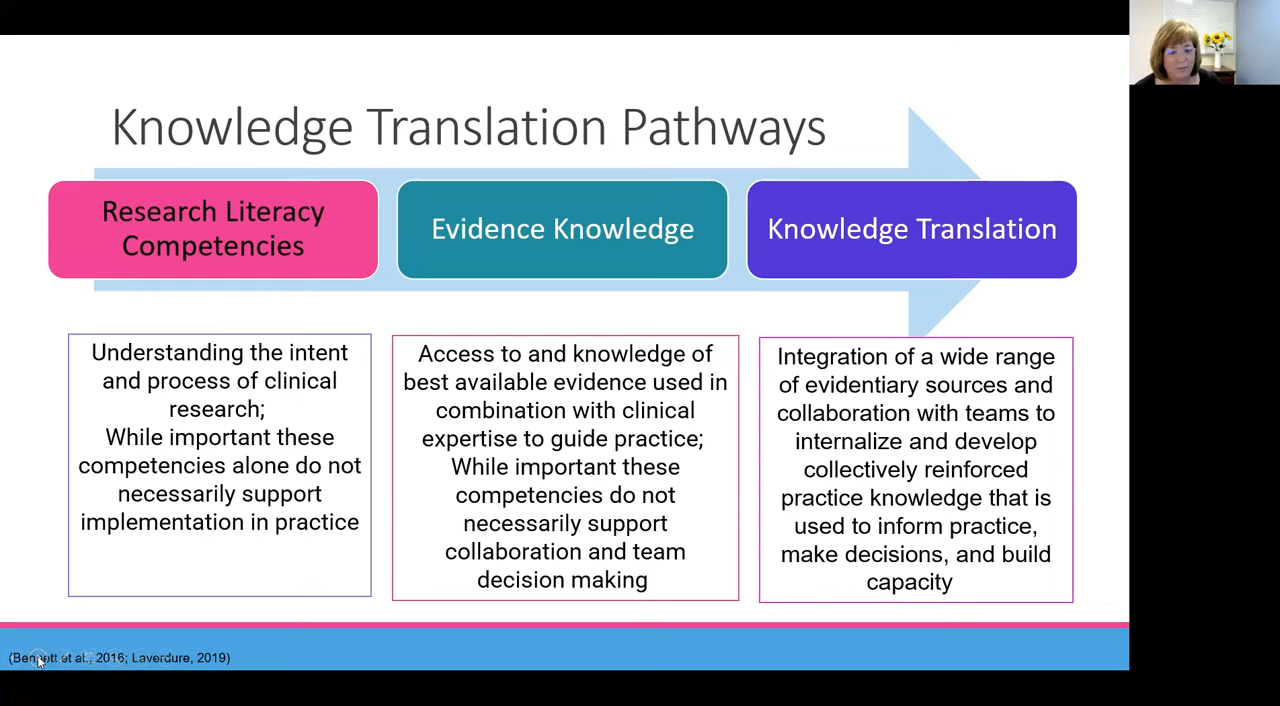 Knowledge Translation Pathways
Research Literacy
Competencies
Evidence Knowledge
Knowledge Translation
Understanding the intent
and process of clinical
research;
While important these
competencies alone do not
necessarily support
implementation in practice
Access to and knowledge of
best available evidence used in
combination with clinical
expertise to guide practice;
While important these
competencies do not
necessarily support
collaboration and team
decision making
Integration of a wide range
of evidentiary sources and
collaboration with teams to
internalize and develop
collectively reinforced
practice knowledge that is
used to inform practice,
make decisions, and build
capacity
(Bennett et al., 2016; Laverdure, 2019)